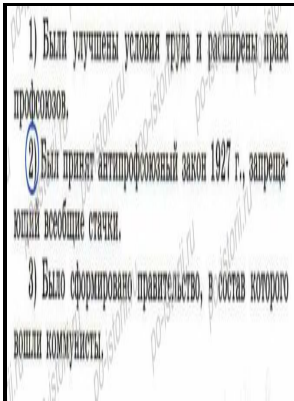 1) Были улучшены условия труда и расширены права
профсоюзов.
2) Был принят антипрофсоюзный закон 1927 г., запреща-
ющий всеобщие стачки.
3) Было сформировано правительство, в состав которого
вошли коммунисты.